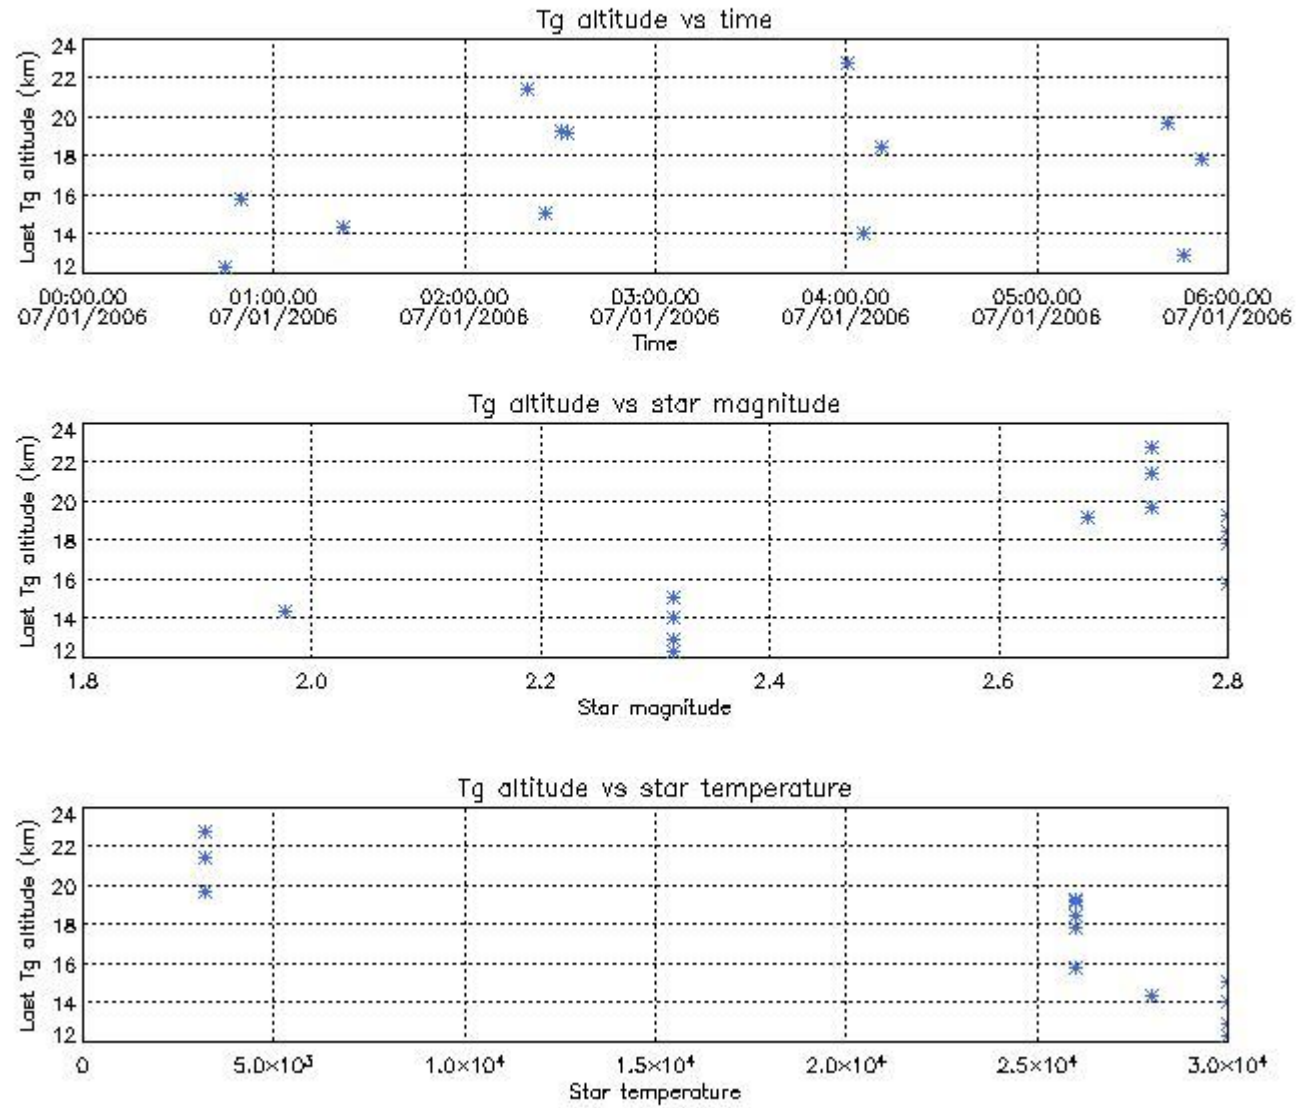 Tg altitude vs time
Last Tg altitude (km)
24
22
20
18
16
14
12
00:00.00 01:00.00 02:00.00 03:00.00 04:00.00 05:00.00 06:00.00
07/01/2006 07/01/2006 07/01/2006 07/01/2006 07/01/2006 07/01/2006 07/01/2006
Time
Tg altitude vs star magnitude
Last Tg altitude (km)
24
22
20
18
16
14
12
1.8 2.0 2.2 2.4 2.6 2.8
Star magnitude
Tg altitude vs star temperature
Last Tg altitude (km)
24
22
20
18
16
14
12
0 5.0×10³ 1.0×10⁴ 1.5×10⁴ 2.0×10⁴ 2.5×10⁴ 3.0×10⁴
Star temperature